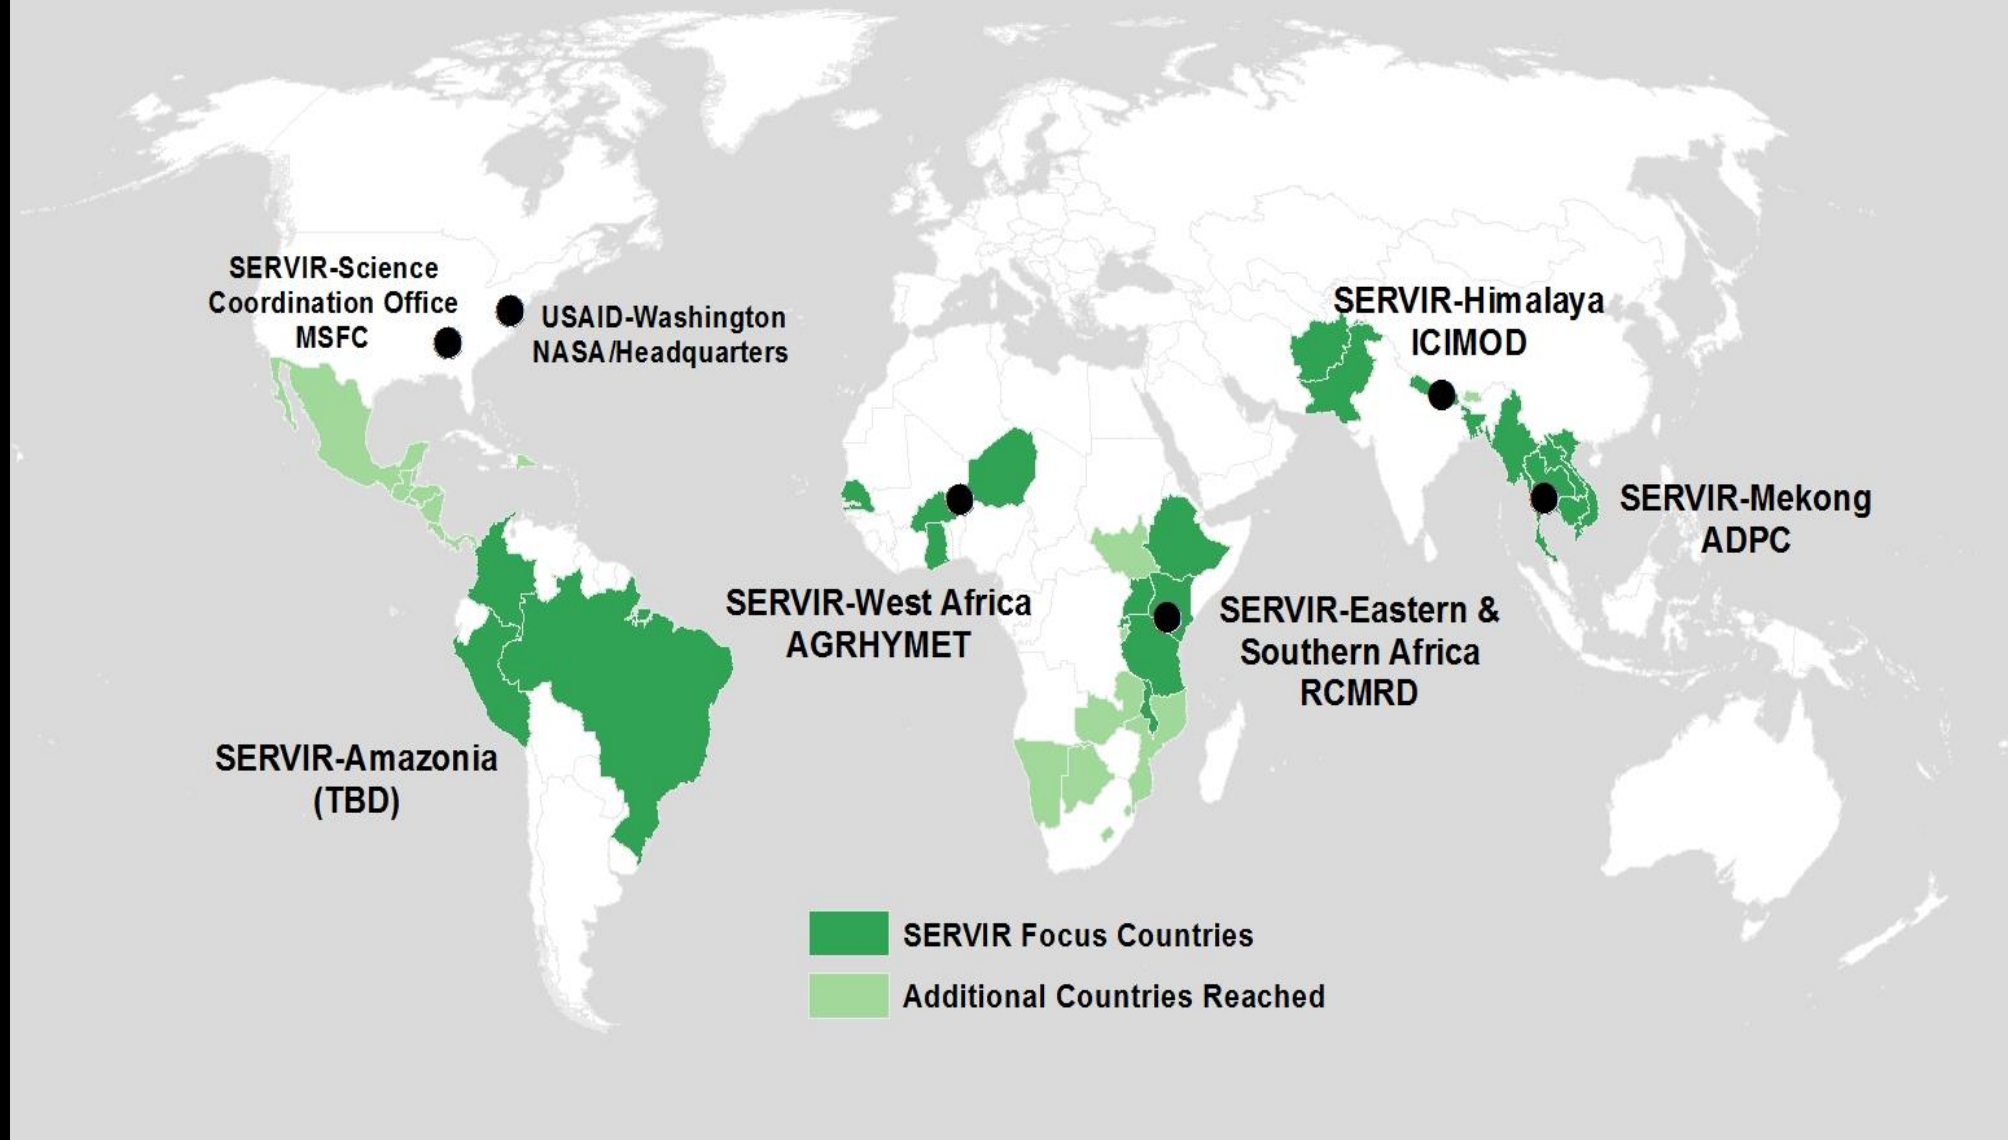 SERVIR-Science
Coordination Office
MSFC
USAID-Washington
NASA/Headquarters
SERVIR-Himalaya
ICIMOD
SERVIR-Mekong
ADPC
SERVIR-West Africa
AGRHYMET
SERVIR-Eastern &
Southern Africa
RCMRD
SERVIR-Amazonia
(TBD)
SERVIR Focus Countries
Additional Countries Reached